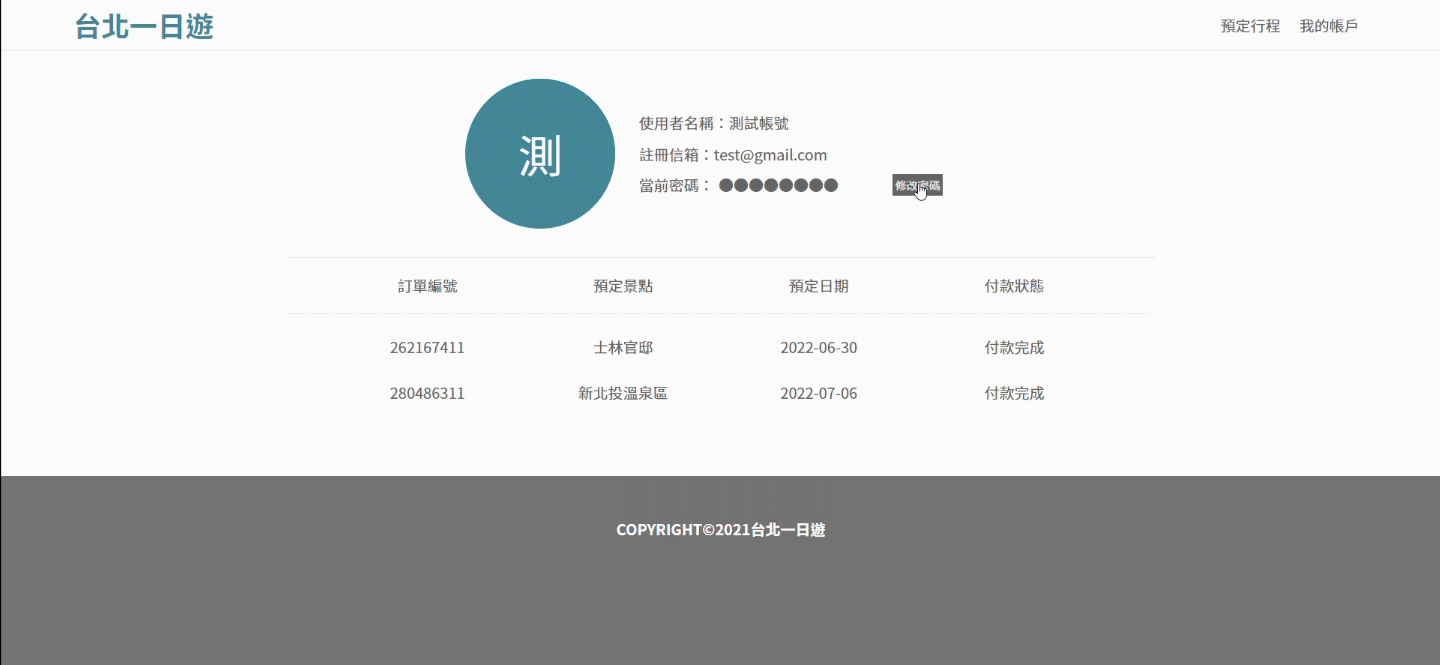 台北一日遊
預定行程 我的帳戶
測
使用者名稱：測試帳號
註冊信箱：test@gmail.com
當前密碼： ●●●●●●●● 修改密碼
訂單編號 預定景點 預定日期 付款狀態
262167411 士林官邸 2022-06-30 付款完成
280486311 新北投溫泉區 2022-07-06 付款完成
COPYRIGHT©2021台北一日遊